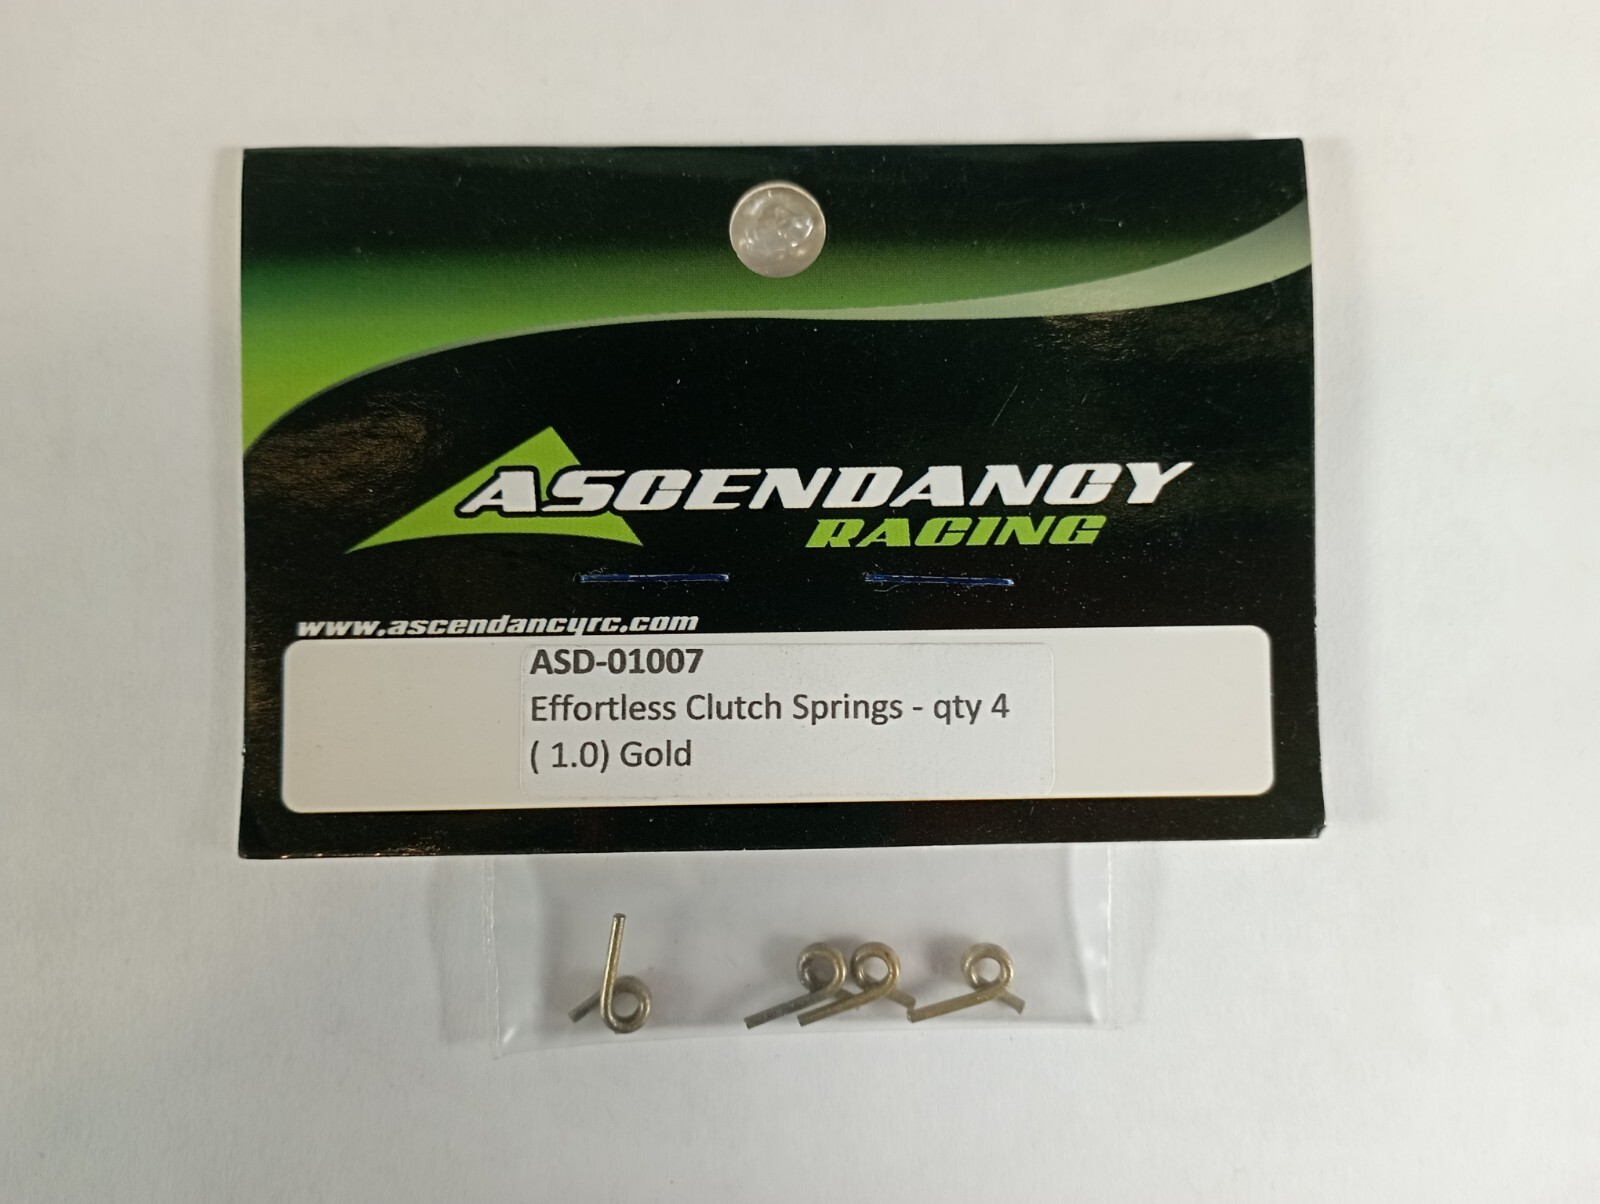 ASCENDANCY
RACING
www.ascendancyrc.com
ASD-01007
Effortless Clutch Springs - qty 4
( 1.0) Gold